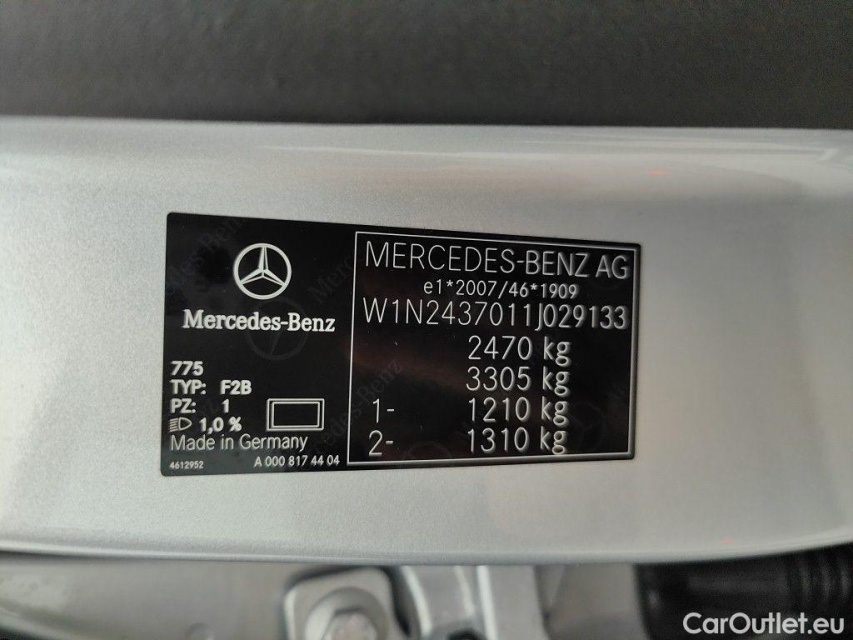 Mercedes-Benz
775
TYP: F2B
PZ: 1
1,0 %
Made in Germany
4612952 A 000 817 44 04
MERCEDES-BENZ AG
e1*2007/46*1909
W1N2437011J029133
2470 kg
3305 kg
1- 1210 kg
2- 1310 kg
CarOutlet.eu